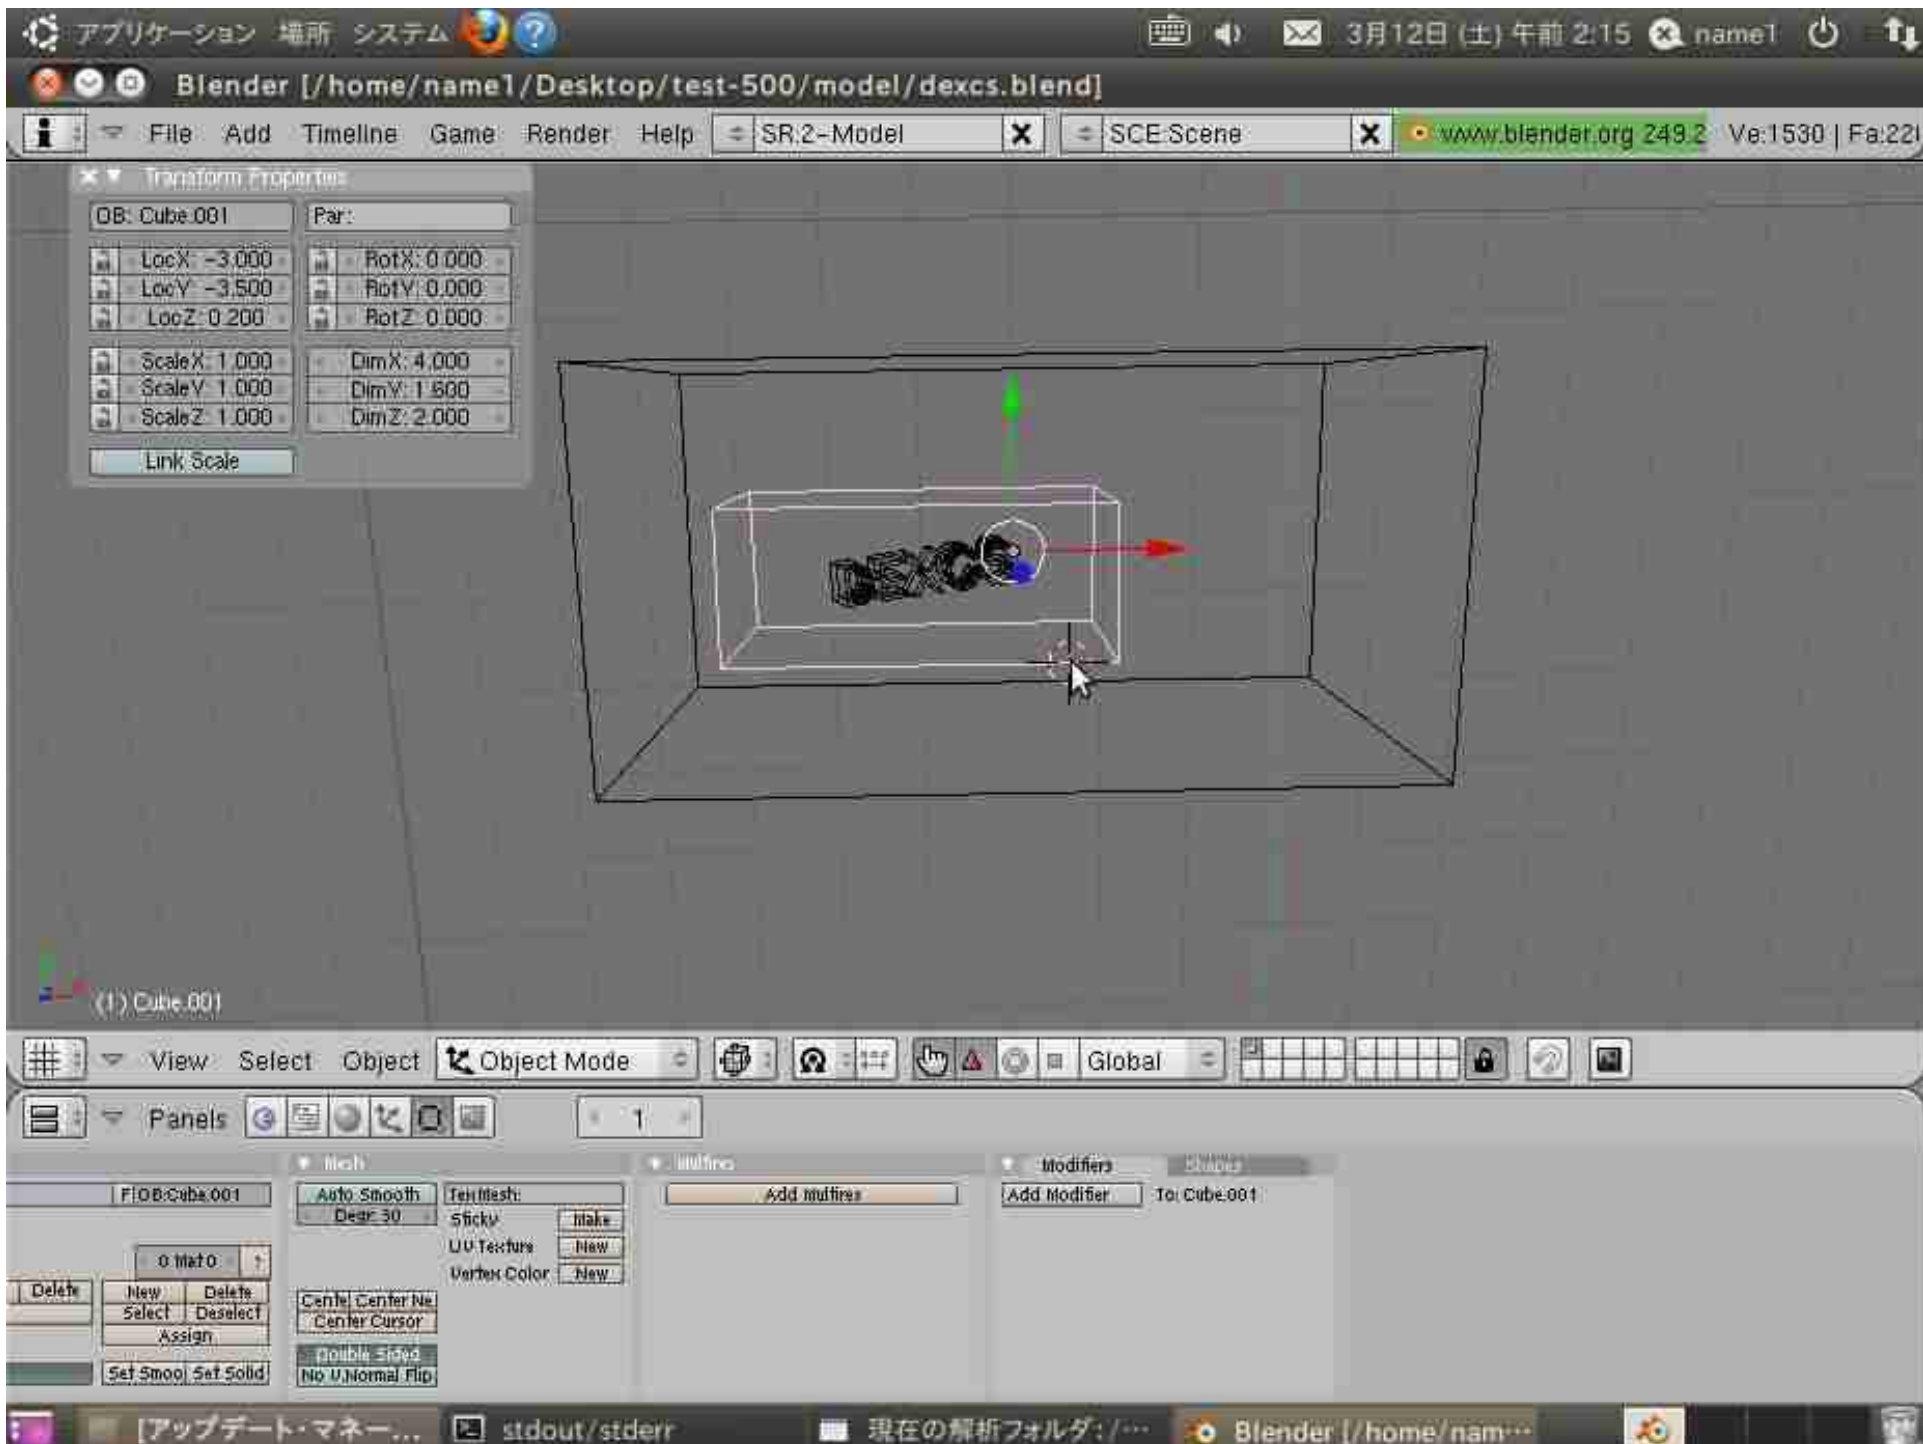 アプリケーション 場所 システム 3月12日 (土) 午前 2:15 name1
Blender [/home/name1/Desktop/test-500/model/dexcs.blend]
File Add Timeline Game Render Help SR:2-Model SCE:Scene www.blender.org 249.2 Ve:1530 | Fa:22
Transform Properties
OB: Cube.001 Par:
LocX: -3.000 RotX: 0.000
LocY: -3.500 RotY: 0.000
LocZ: 0.200 RotZ: 0.000
ScaleX: 1.000 DimX: 4.000
ScaleY: 1.000 DimY: 1.600
ScaleZ: 1.000 DimZ: 2.000
Link Scale
DEXCS
(1) Cube.001
View Select Object Object Mode Global
Panels 1
Mesh Multires Modifiers Shapes
F OB:Cube.001 Auto Smooth TexMesh: Add Multires Add Modifier To: Cube.001
Degr: 30 Sticky Make
UV Texture New
0 Mat 0 ? Vertex Color New
Delete New Delete Cente Center Ne
Select Deselect Center Cursor
Assign
Double Sided
Set Smoo Set Solid No V.Normal Flip
[アップデート・マネー... stdout/stderr 現在の解析フォルダ:/… Blender [/home/nam…